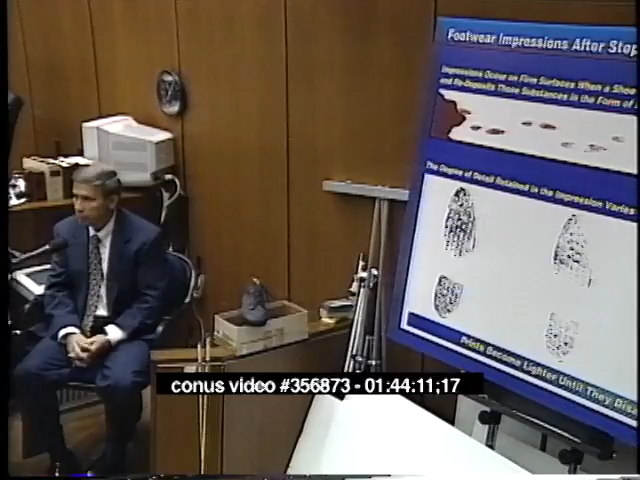 Footwear Impressions After Step
Impressions Occur on Firm Surfaces When a Shoe
and Re-Deposits Those Substances in the Form of
The Degree of Detail Retained in the Impression Varies
Prints Become Lighter Until They Disa
conus video #356873 - 01:44:11;17